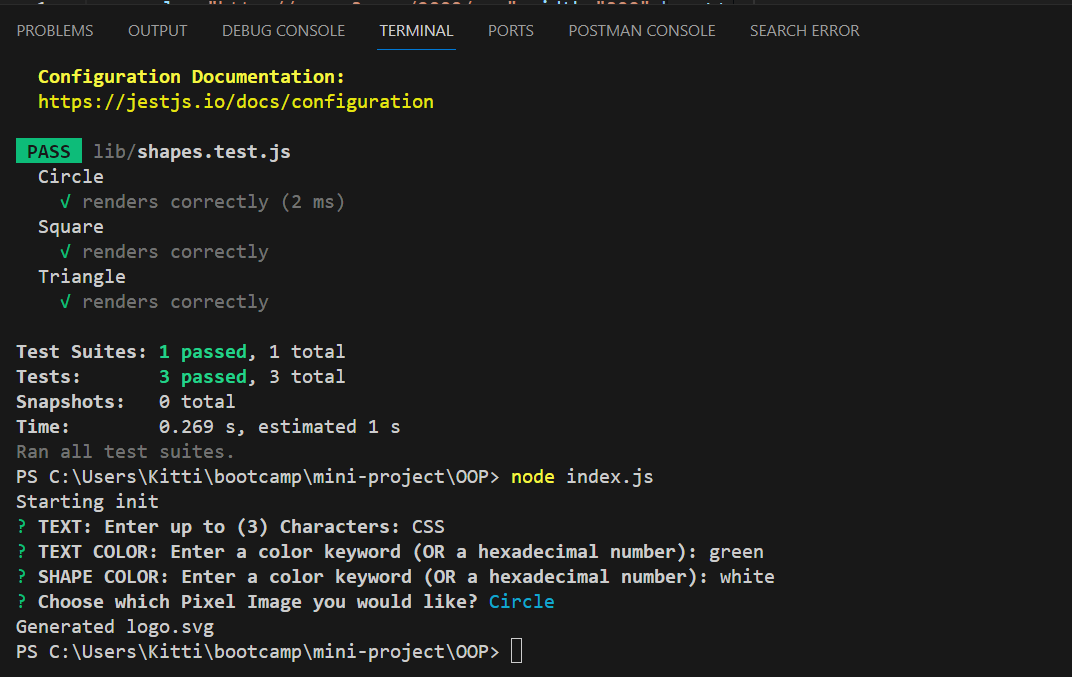 PROBLEMS OUTPUT DEBUG CONSOLE TERMINAL PORTS POSTMAN CONSOLE SEARCH ERROR
Configuration Documentation:
https://jestjs.io/docs/configuration
PASS lib/shapes.test.js
Circle
√ renders correctly (2 ms)
Square
√ renders correctly
Triangle
√ renders correctly
Test Suites: 1 passed, 1 total
Tests: 3 passed, 3 total
Snapshots: 0 total
Time: 0.269 s, estimated 1 s
Ran all test suites.
PS C:\Users\Kitti\bootcamp\mini-project\OOP> node index.js
Starting init
? TEXT: Enter up to (3) Characters: CSS
? TEXT COLOR: Enter a color keyword (OR a hexadecimal number): green
? SHAPE COLOR: Enter a color keyword (OR a hexadecimal number): white
? Choose which Pixel Image you would like? Circle
Generated logo.svg
PS C:\Users\Kitti\bootcamp\mini-project\OOP>